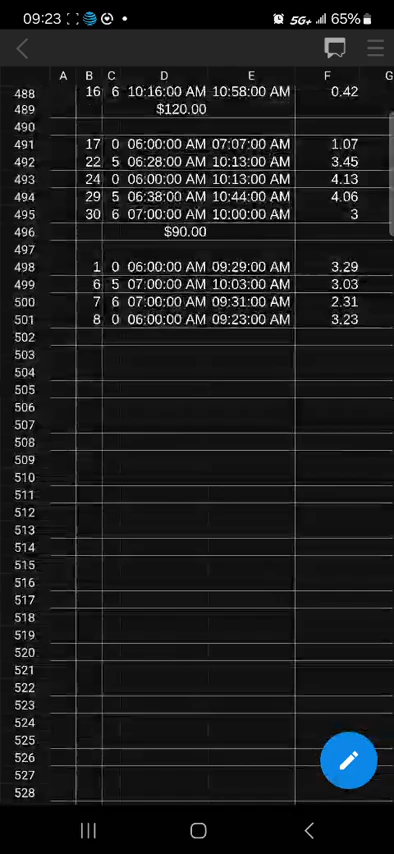 09:23 5G+ 65%
A B C D E F G
488 16 6 10:16:00 AM 10:58:00 AM 0.42
489 $120.00
490
491 17 0 06:00:00 AM 07:07:00 AM 1.07
492 22 5 06:28:00 AM 10:13:00 AM 3.45
493 24 0 06:00:00 AM 10:13:00 AM 4.13
494 29 5 06:38:00 AM 10:44:00 AM 4.06
495 30 6 07:00:00 AM 10:00:00 AM 3
496 $90.00
497
498 1 0 06:00:00 AM 09:29:00 AM 3.29
499 6 5 07:00:00 AM 10:03:00 AM 3.03
500 7 6 07:00:00 AM 09:31:00 AM 2.31
501 8 0 06:00:00 AM 09:23:00 AM 3.23
502
503
504
505
506
507
508
509
510
511
512
513
514
515
516
517
518
519
520
521
522
523
524
525
526
527
528